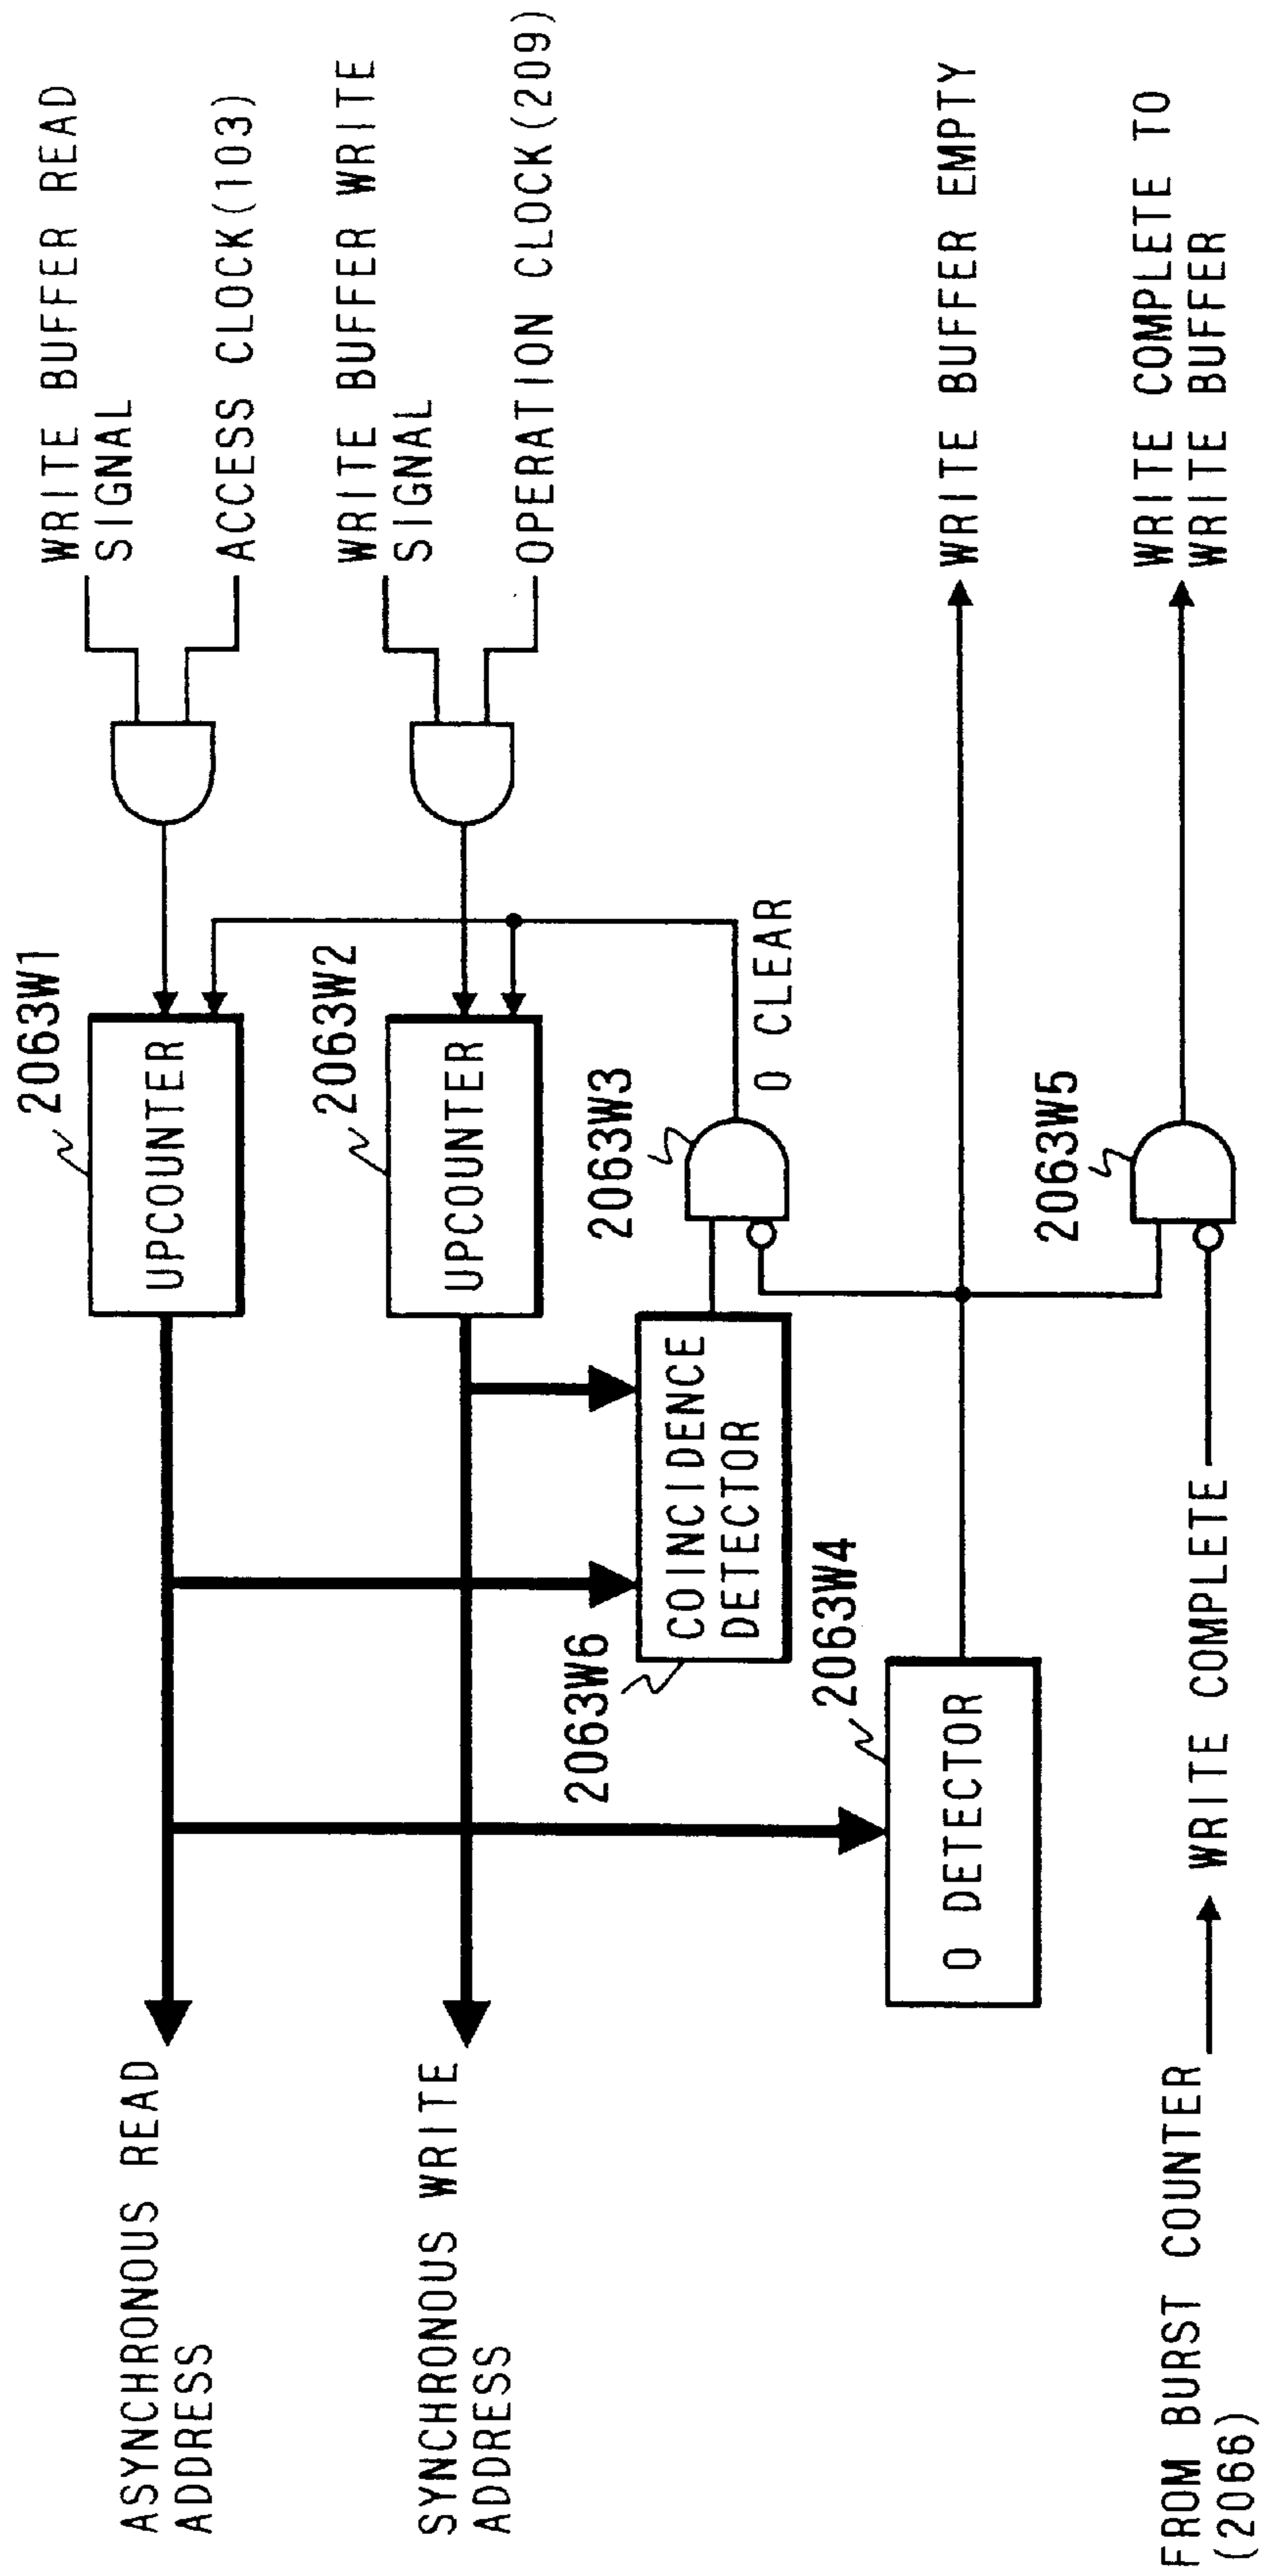 WRITE BUFFER READ
SIGNAL
ACCESS CLOCK(103)
WRITE BUFFER WRITE
SIGNAL
OPERATION CLOCK(209)
2063W1
UPCOUNTER
2063W2
UPCOUNTER
2063W3
0 CLEAR
COINCIDENCE
DETECTOR
2063W6
2063W4
0 DETECTOR
WRITE BUFFER EMPTY
2063W5
WRITE COMPLETE TO
WRITE BUFFER
WRITE COMPLETE
FROM BURST COUNTER
(2066)
ASYNCHRONOUS READ
ADDRESS
SYNCHRONOUS WRITE
ADDRESS